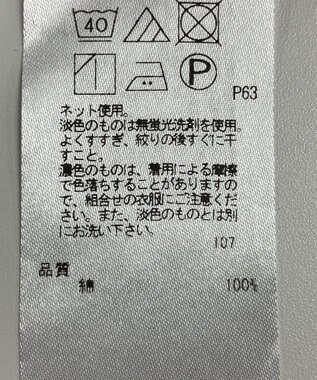 40
P
P63
ネット使用。
淡色のものは無蛍光洗剤を使用。
よくすすぎ、絞りの後すぐに干
すこと。
濃色のものは、着用による摩擦
で色落ちすることがありますの
で、組合せの衣服にご注意くだ
さい。また、淡色のものとは別
にお洗い下さい。
107
品質
綿 100%